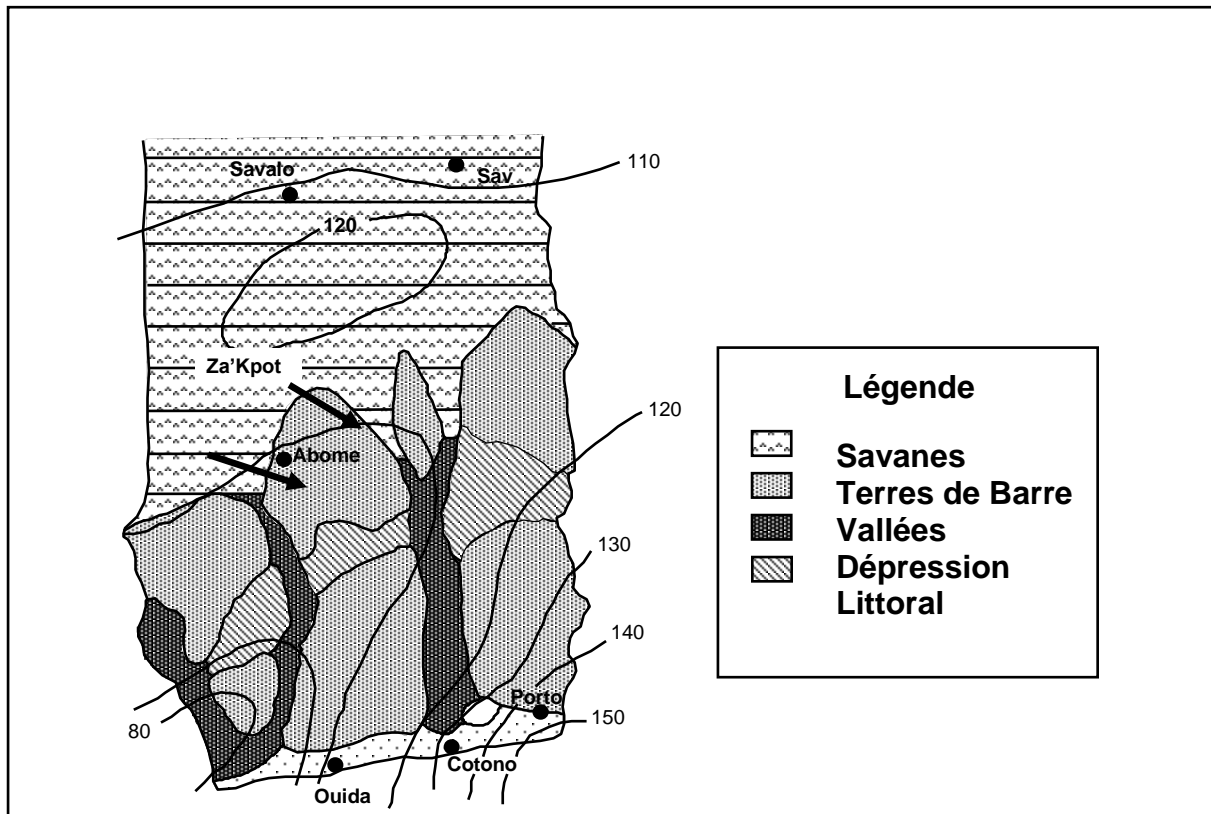 Savalo
Sav
110
120
Za'Kpot
120
Abome
130
140
Porto
80
150
Cotono
Ouida
Légende
Savanes
Terres de Barre
Vallées
Dépression
Littoral